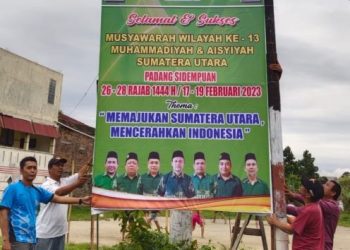 Selamat & Sukses
MUSYAWARAH WILAYAH KE - 13
MUHAMMADIYAH & AISYIYAH
SUMATERA UTARA
PADANG SIDEMPUAN
26 - 28 RAJAB 1444 H / 17 - 19 FEBRUARI 2023
Thema :
"MEMAJUKAN SUMATERA UTARA,
MENCERAHKAN INDONESIA"